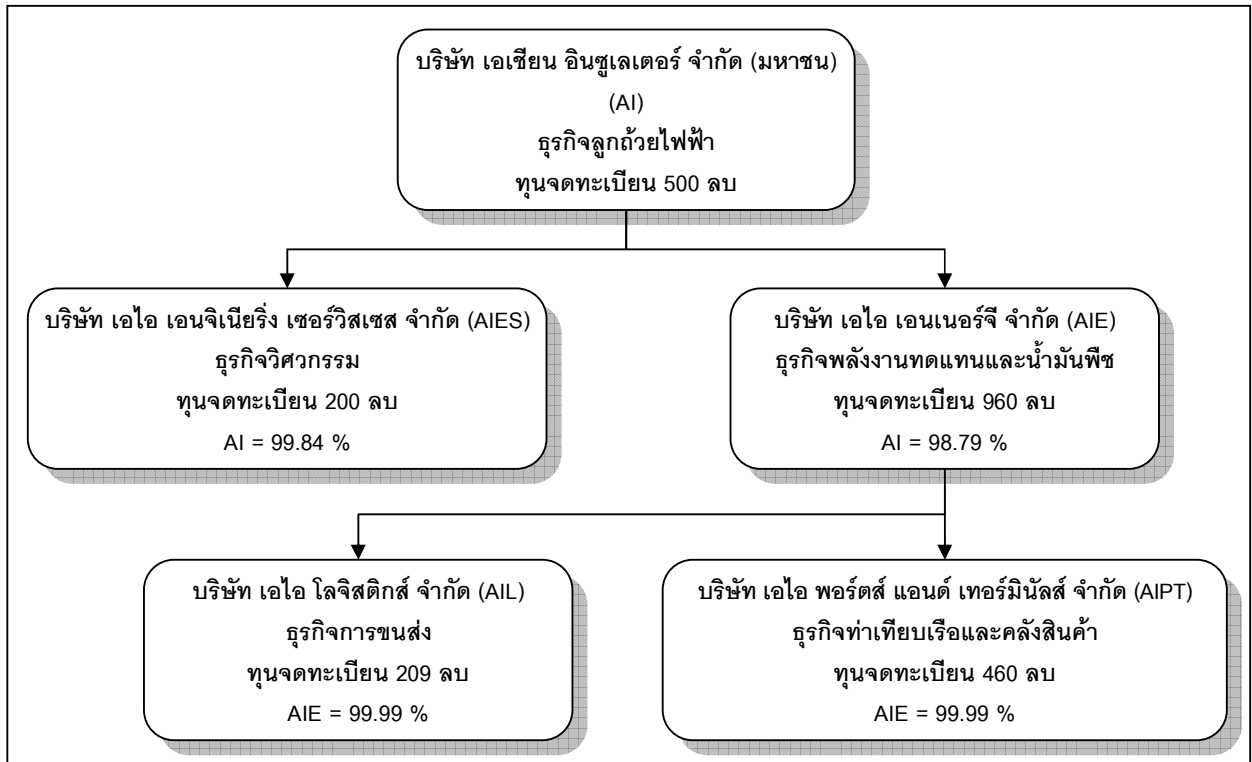 บริษัท เอเชียน อินซูเลเตอร์ จำกัด (มหาชน)
(AI)
ธุรกิจลูกถ้วยไฟฟ้า
ทุนจดทะเบียน 500 ลบ
บริษัท เอไอ เอนจิเนียริ่ง เซอร์วิสเซส จำกัด (AIES)
ธุรกิจวิศวกรรม
ทุนจดทะเบียน 200 ลบ
AI = 99.84 %
บริษัท เอไอ เอนเนอร์จี จำกัด (AIE)
ธุรกิจพลังงานทดแทนและน้ำมันพืช
ทุนจดทะเบียน 960 ลบ
AI = 98.79 %
บริษัท เอไอ โลจิสติกส์ จำกัด (AIL)
ธุรกิจการขนส่ง
ทุนจดทะเบียน 209 ลบ
AIE = 99.99 %
บริษัท เอไอ พอร์ตส์ แอนด์ เทอร์มินัลส์ จำกัด (AIPT)
ธุรกิจท่าเทียบเรือและคลังสินค้า
ทุนจดทะเบียน 460 ลบ
AIE = 99.99 %